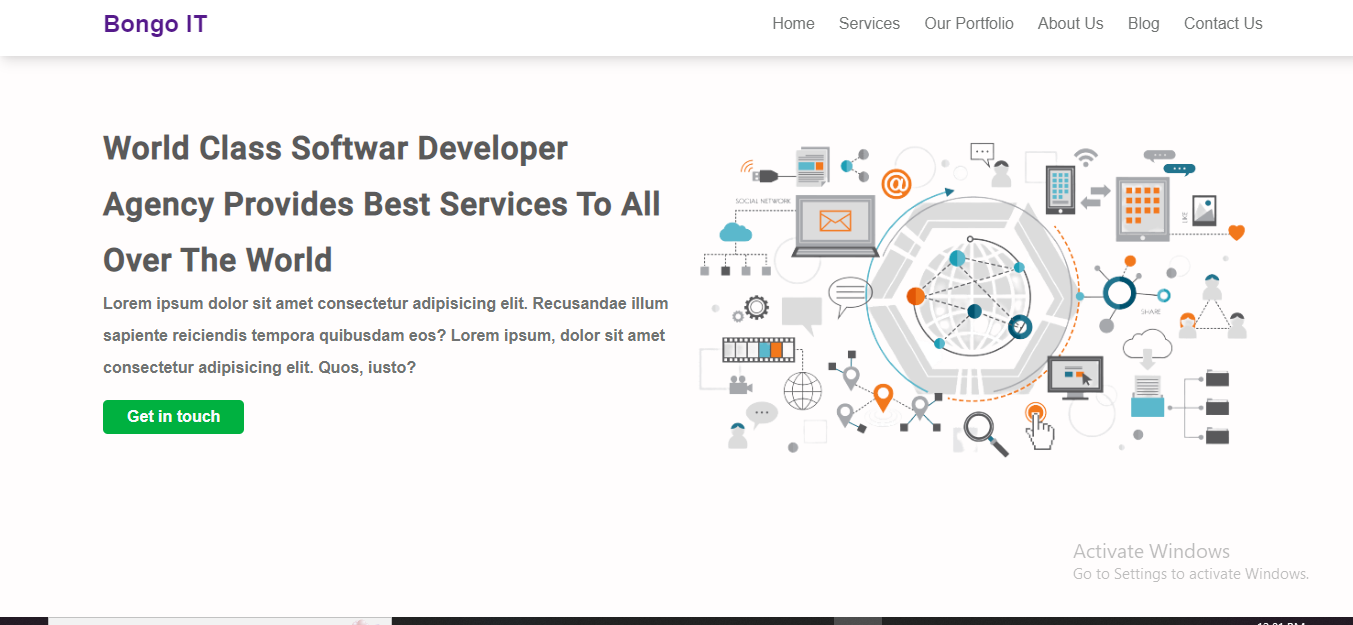 Bongo IT
Home Services Our Portfolio About Us Blog Contact Us
World Class Softwar Developer
Agency Provides Best Services To All
Over The World
Lorem ipsum dolor sit amet consectetur adipisicing elit. Recusandae illum
sapiente reiciendis tempora quibusdam eos? Lorem ipsum, dolor sit amet
consectetur adipisicing elit. Quos, iusto?
Get in touch
SOCIAL NETWORK
@
LIKE
SHARE
Activate Windows
Go to Settings to activate Windows.